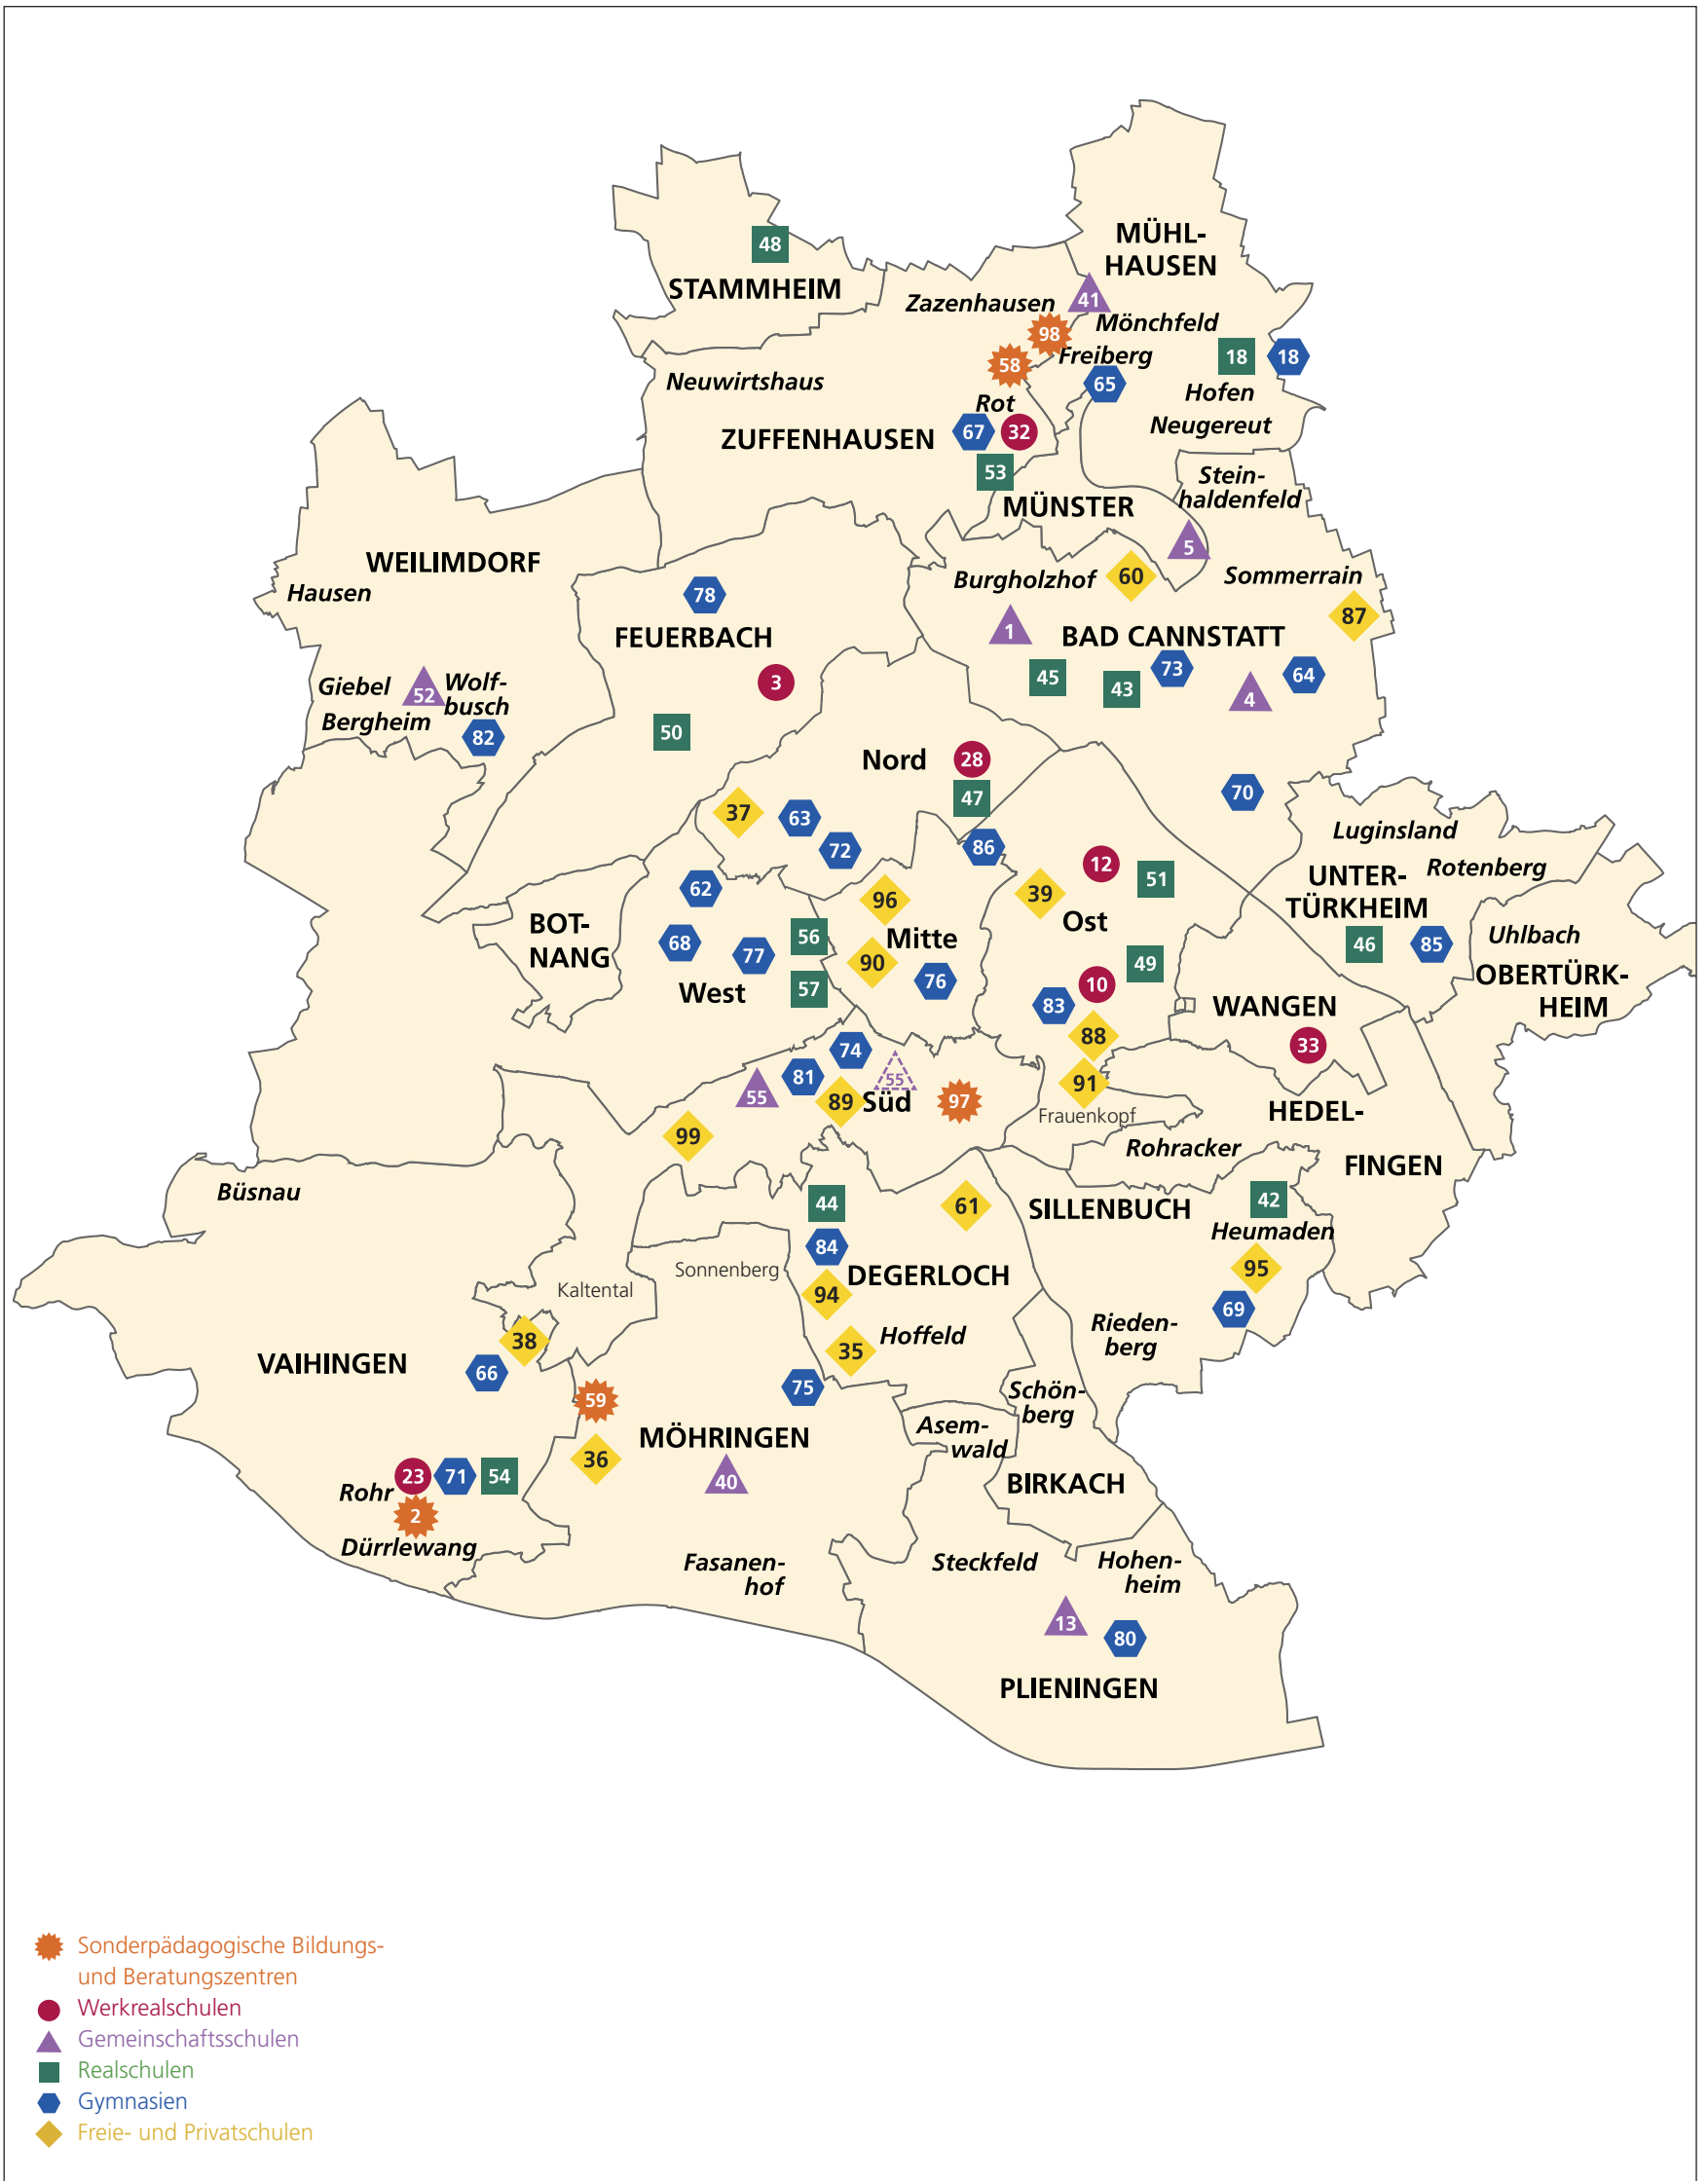 MÜHL-
HAUSEN
48
STAMMHEIM
41
Zazenhausen
98
Mönchfeld
58
Freiberg
18
18
65
Neuwirtshaus
Hofen
Rot
Neugereut
67
32
ZUFFENHAUSEN
53
Stein-
haldenfeld
MÜNSTER
5
WEILIMDORF
Hausen
Burgholzhof
60
Sommerrain
78
87
FEUERBACH
1
BAD CANNSTATT
3
45
43
73
4
64
Giebel
52
Wolf-
busch
Bergheim
82
50
Nord
28
47
70
37
63
72
86
Luginsland
12
51
Rotenberg
62
39
96
UNTER-
TÜRKHEIM
BOT-
NANG
Ost
68
77
56
Mitte
46
85
Uhlbach
90
76
49
OBERTÜRK-
HEIM
West
57
10
83
WANGEN
88
33
74
55
81
55
89
Süd
97
91
Frauenkopf
HEDEL-
FINGEN
99
Rohracker
Büsnau
44
61
SILLENBUCH
42
Heumaden
84
Sonnenberg
DEGERLOCH
95
Kaltental
94
69
Rieden-
berg
38
35
Hoffeld
VAIHINGEN
66
75
Schön-
berg
59
MÖHRINGEN
Asem-
wald
36
40
BIRKACH
23
71
54
Rohr
2
Dürrlewang
Fasanen-
hof
Steckfeld
Hohen-
heim
13
80
PLIENINGEN
Sonderpädagogische Bildungs-
und Beratungszentren
Werkrealschulen
Gemeinschaftsschulen
Realschulen
Gymnasien
Freie- und Privatschulen